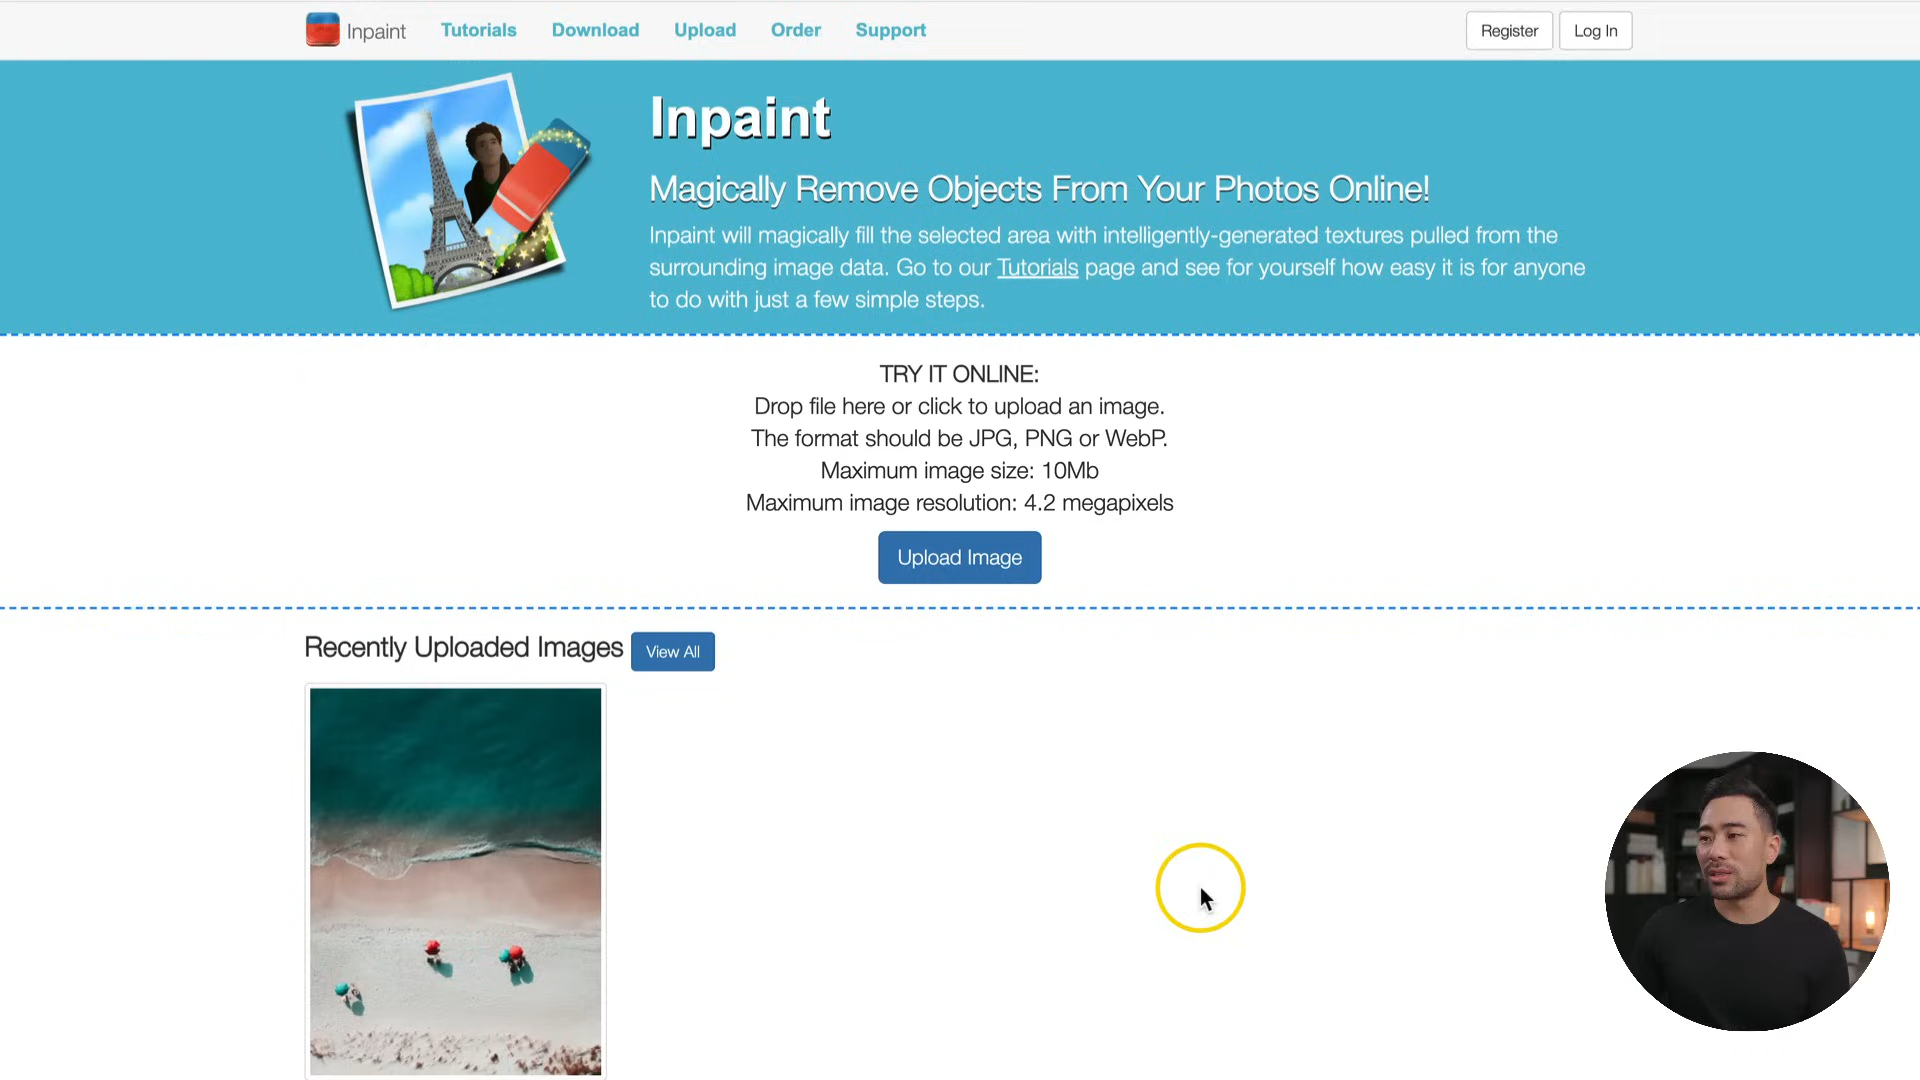 Inpaint Tutorials Download Upload Order Support Register Log In
Inpaint
Magically Remove Objects From Your Photos Online!
Inpaint will magically fill the selected area with intelligently-generated textures pulled from the
surrounding image data. Go to our Tutorials page and see for yourself how easy it is for anyone
to do with just a few simple steps.
TRY IT ONLINE:
Drop file here or click to upload an image.
The format should be JPG, PNG or WebP.
Maximum image size: 10Mb
Maximum image resolution: 4.2 megapixels
Upload Image
Recently Uploaded Images View All